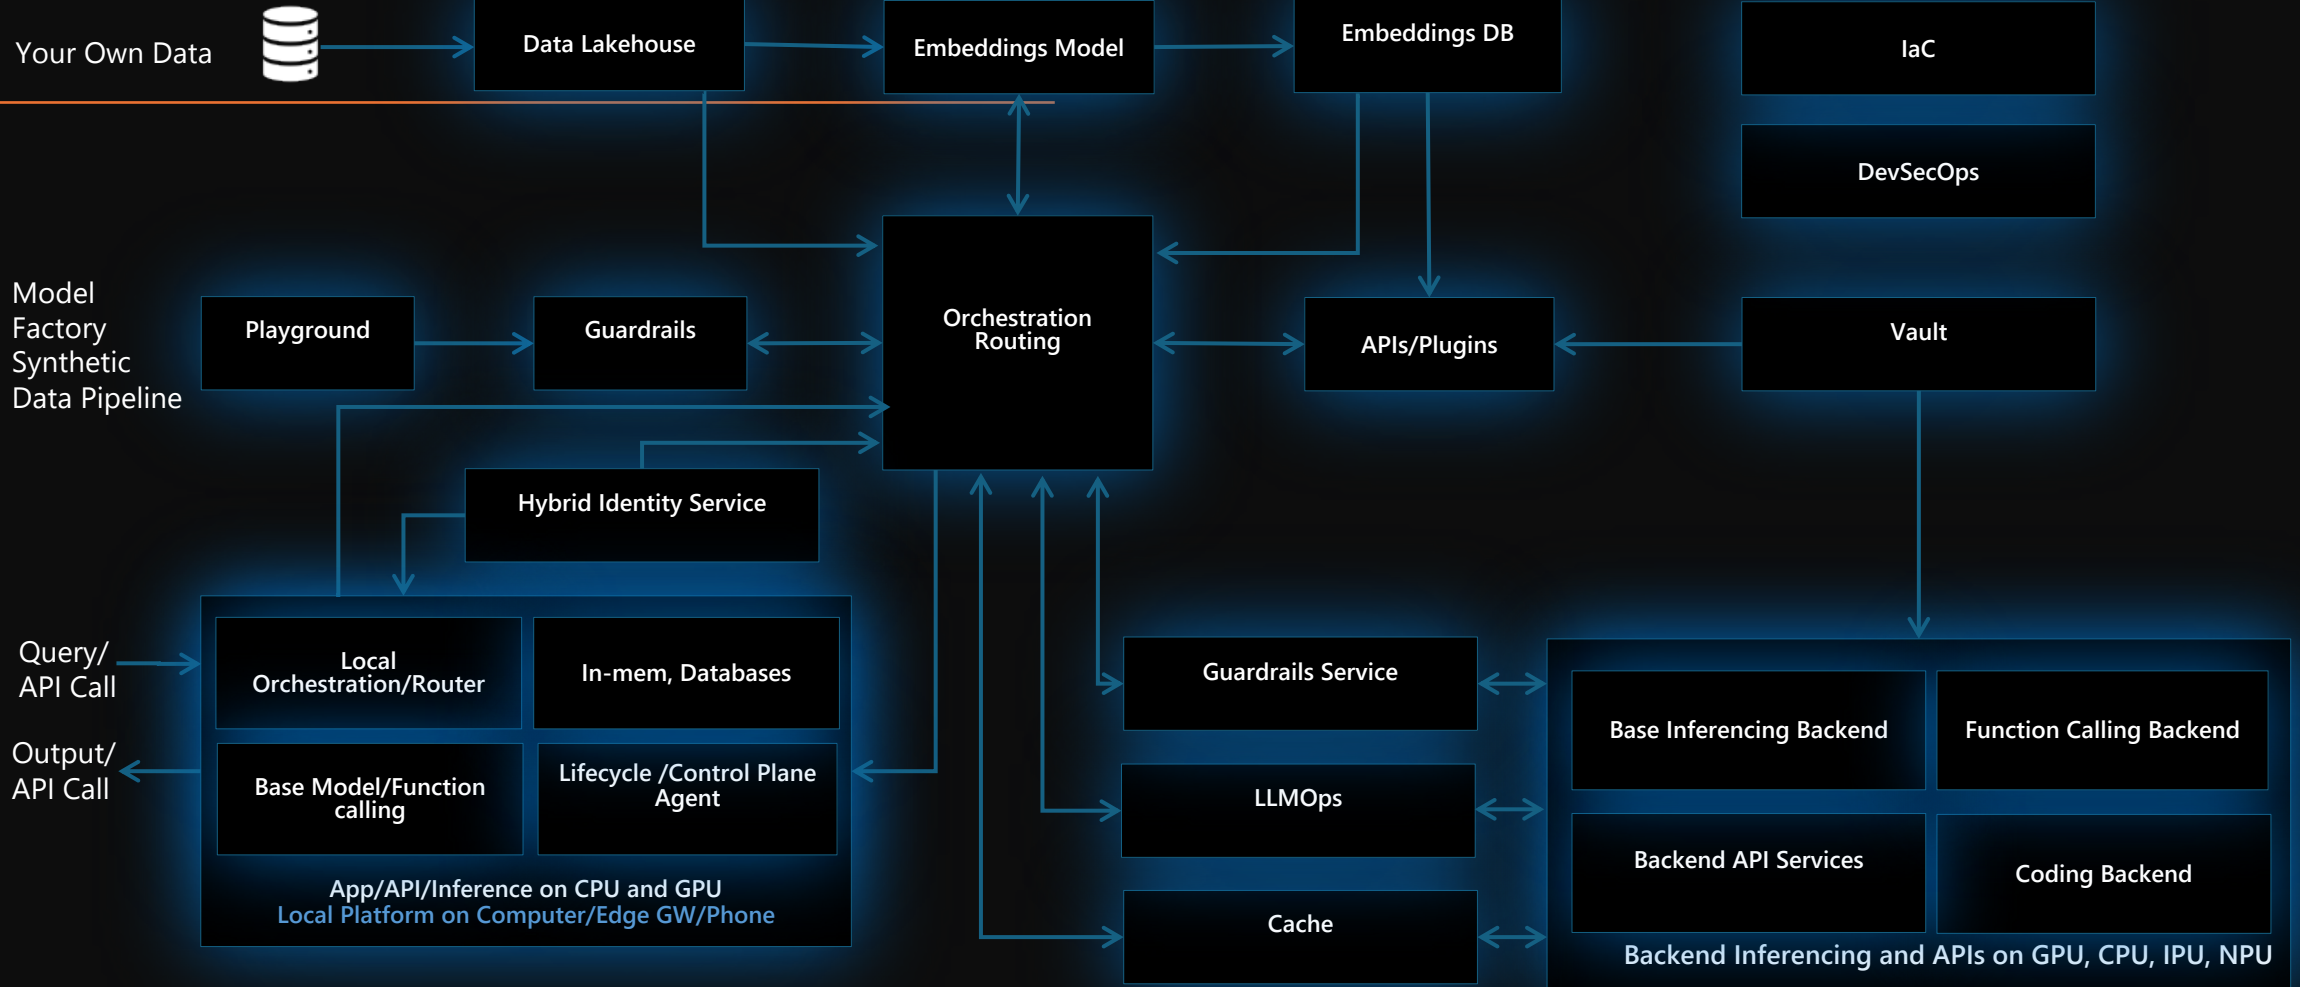 Your Own Data
Data Lakehouse
Embeddings Model
Embeddings DB
IaC
DevSecOps
Model
Factory
Synthetic
Data Pipeline
Playground
Guardrails
Orchestration
Routing
APIs/Plugins
Vault
Hybrid Identity Service
Query/
API Call
Output/
API Call
Local
Orchestration/Router
In-mem, Databases
Base Model/Function
calling
Lifecycle /Control Plane
Agent
App/API/Inference on CPU and GPU
Local Platform on Computer/Edge GW/Phone
Guardrails Service
LLMOps
Cache
Base Inferencing Backend
Function Calling Backend
Backend API Services
Coding Backend
Backend Inferencing and APIs on GPU, CPU, IPU, NPU